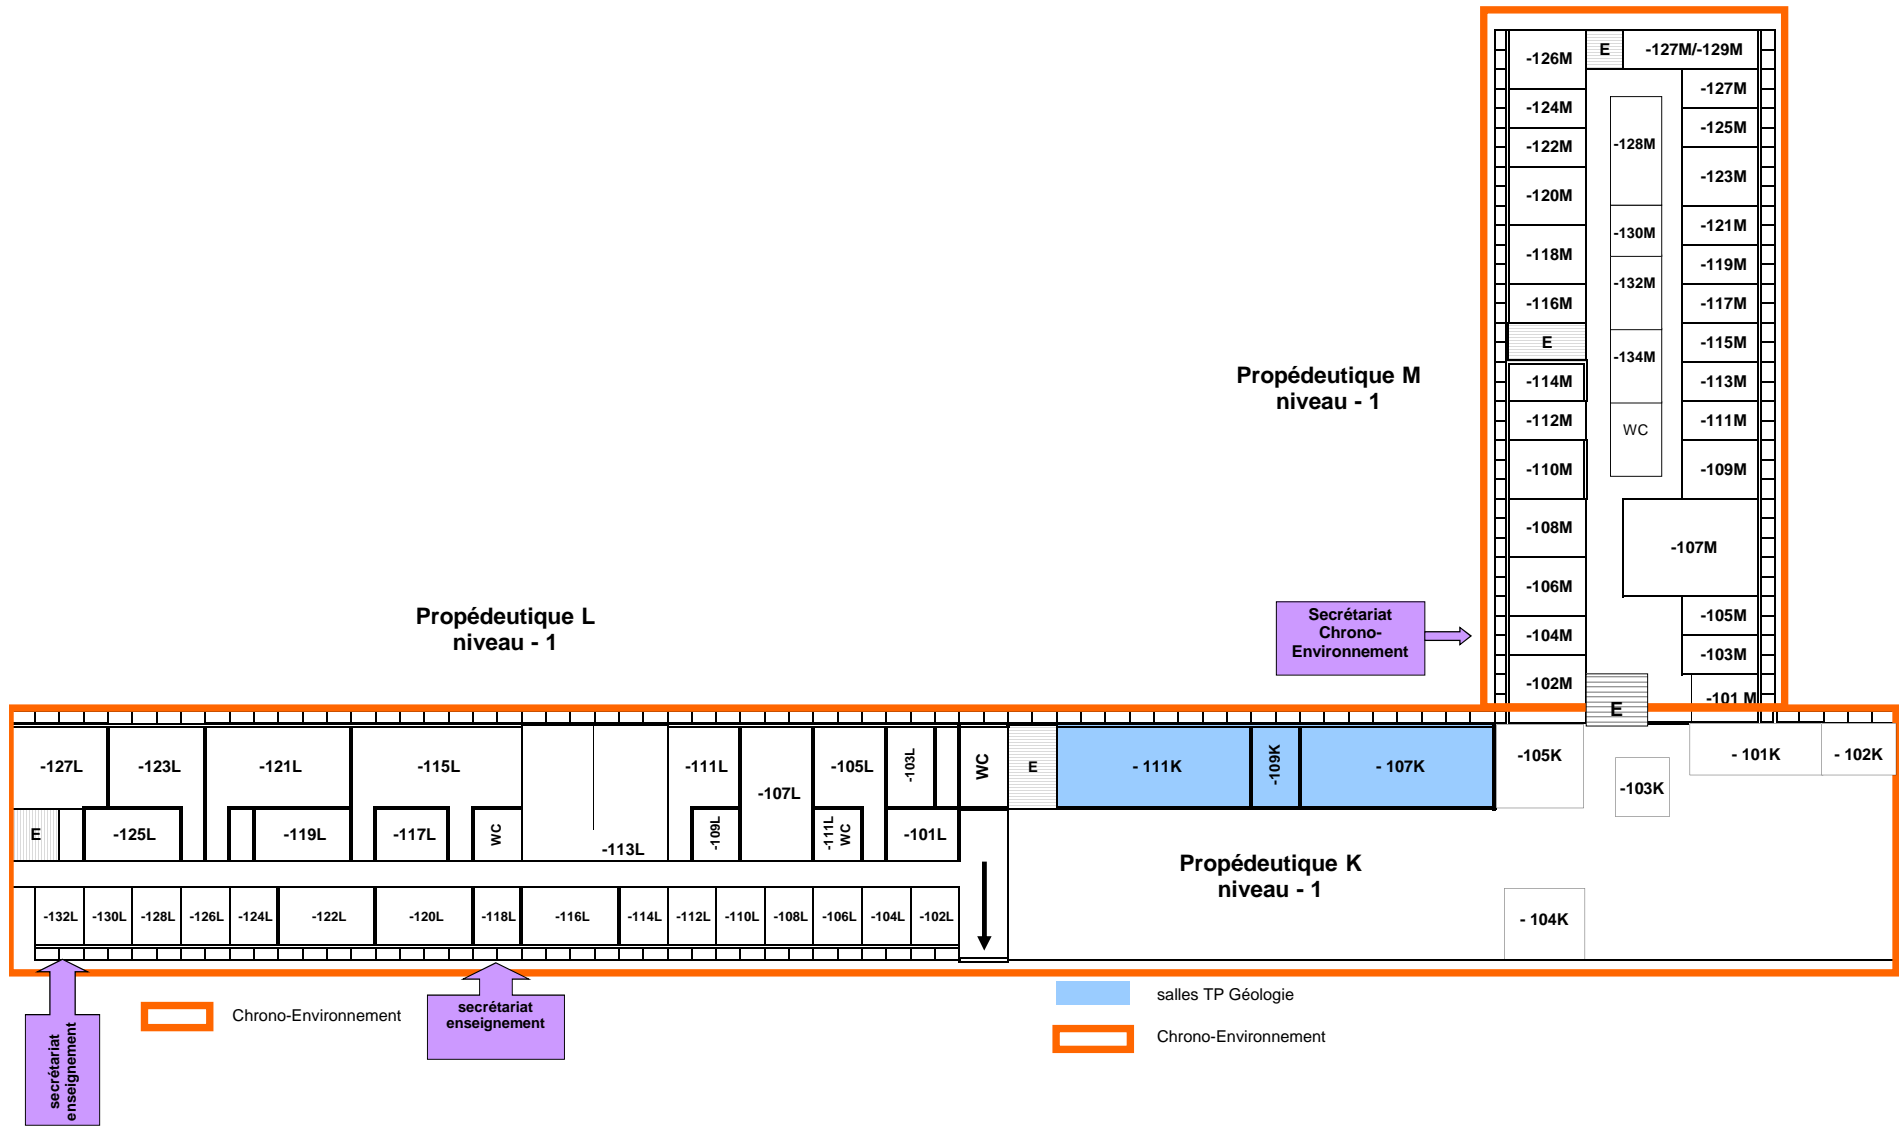 -126M
E
-127M/-129M
-127M
-124M
-125M
-128M
-122M
-123M
-120M
-121M
-130M
-118M
-119M
-132M
-116M
-117M
E
-115M
-134M
-114M
-113M
-112M
-111M
WC
-110M
-109M
-108M
-107M
-106M
-105M
-104M
-103M
-102M
-101 M
E
Propédeutique M
niveau - 1
Secrétariat
Chrono-
Environnement
Propédeutique L
niveau - 1
-127L
-123L
-121L
-115L
-111L
-107L
-105L
-103L
WC
E
- 111K
-109K
- 107K
-105K
-103K
- 101K
- 102K
E
-125L
-119L
-117L
WC
-113L
-109L
-111L
WC
-101L
Propédeutique K
niveau - 1
-132L
-130L
-128L
-126L
-124L
-122L
-120L
-118L
-116L
-114L
-112L
-110L
-108L
-106L
-104L
-102L
- 104K
secrétariat
enseignement
Chrono-Environnement
secrétariat
enseignement
salles TP Géologie
Chrono-Environnement